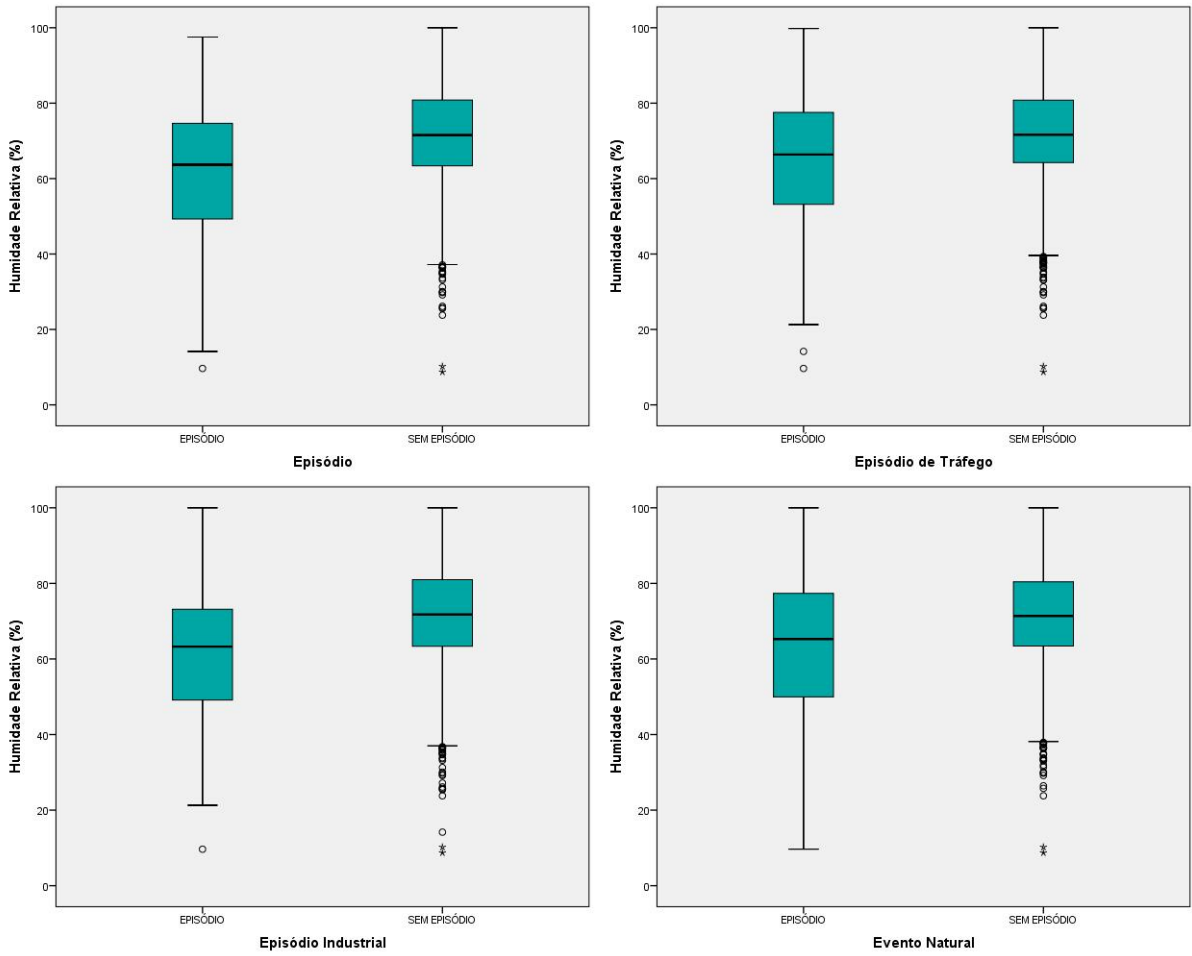 Humidade Relativa (%)
100
80
60
40
20
0
EPISÓDIO
SEM EPISÓDIO
Episódio
Humidade Relativa (%)
100
80
60
40
20
0
EPISÓDIO
SEM EPISÓDIO
Episódio de Tráfego
Humidade Relativa (%)
100
80
60
40
20
0
EPISÓDIO
SEM EPISÓDIO
Episódio Industrial
Humidade Relativa (%)
100
80
60
40
20
0
EPISÓDIO
SEM EPISÓDIO
Evento Natural